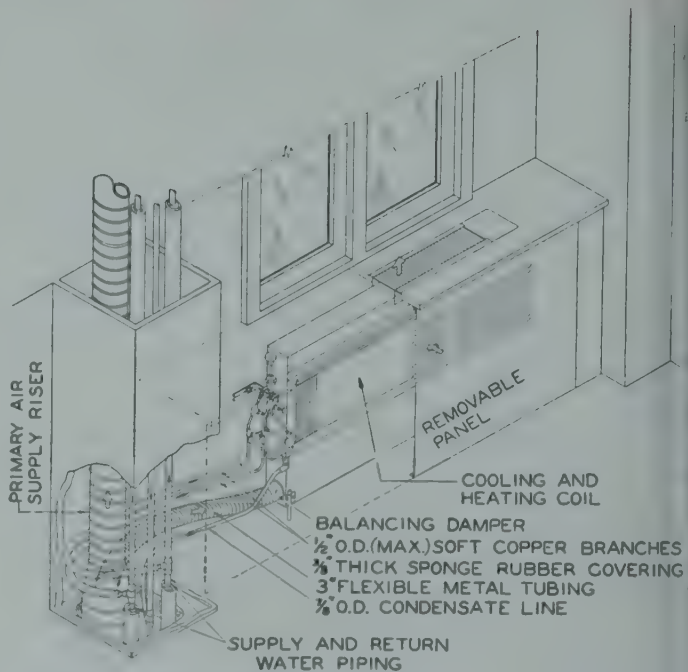 PRIMARY AIR
SUPPLY RISER
REMOVABLE
PANEL
COOLING AND
HEATING COIL
BALANCING DAMPER
½" O.D. (MAX.) SOFT COPPER BRANCHES
⅜" THICK SPONGE RUBBER COVERING
3" FLEXIBLE METAL TUBING
⅞" O.D. CONDENSATE LINE
SUPPLY AND RETURN
WATER PIPING